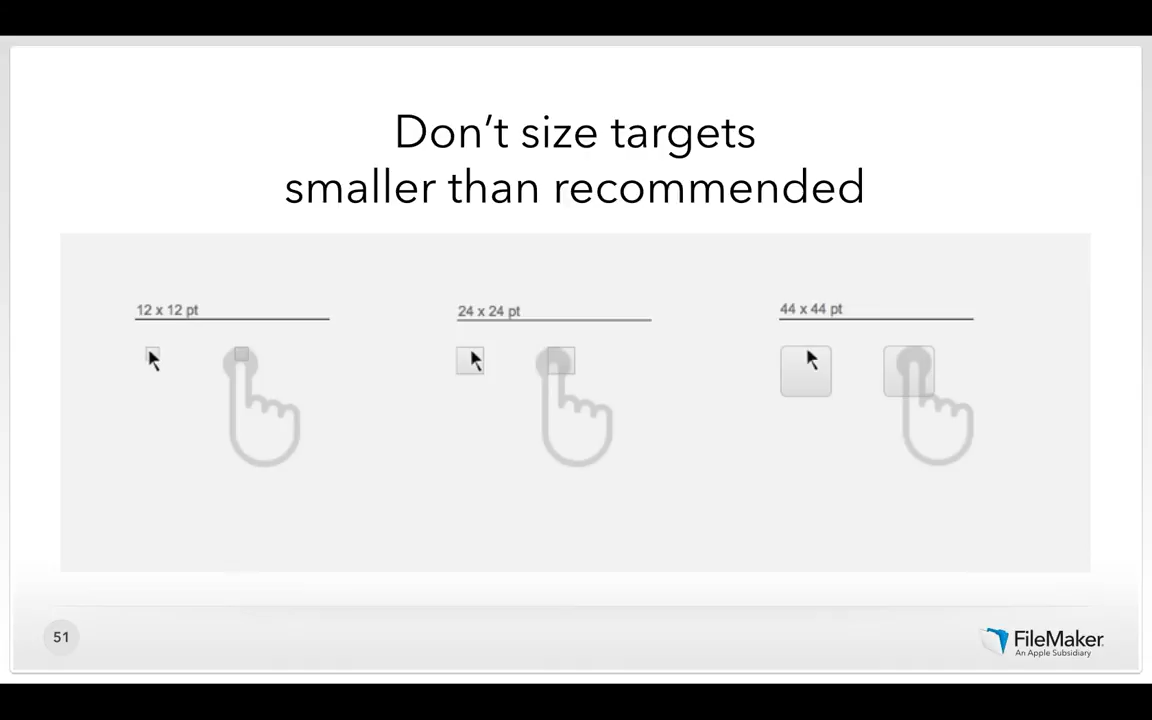 Don’t size targets
smaller than recommended
12 x 12 pt
24 x 24 pt
44 x 44 pt
51
FileMaker
An Apple Subsidiary